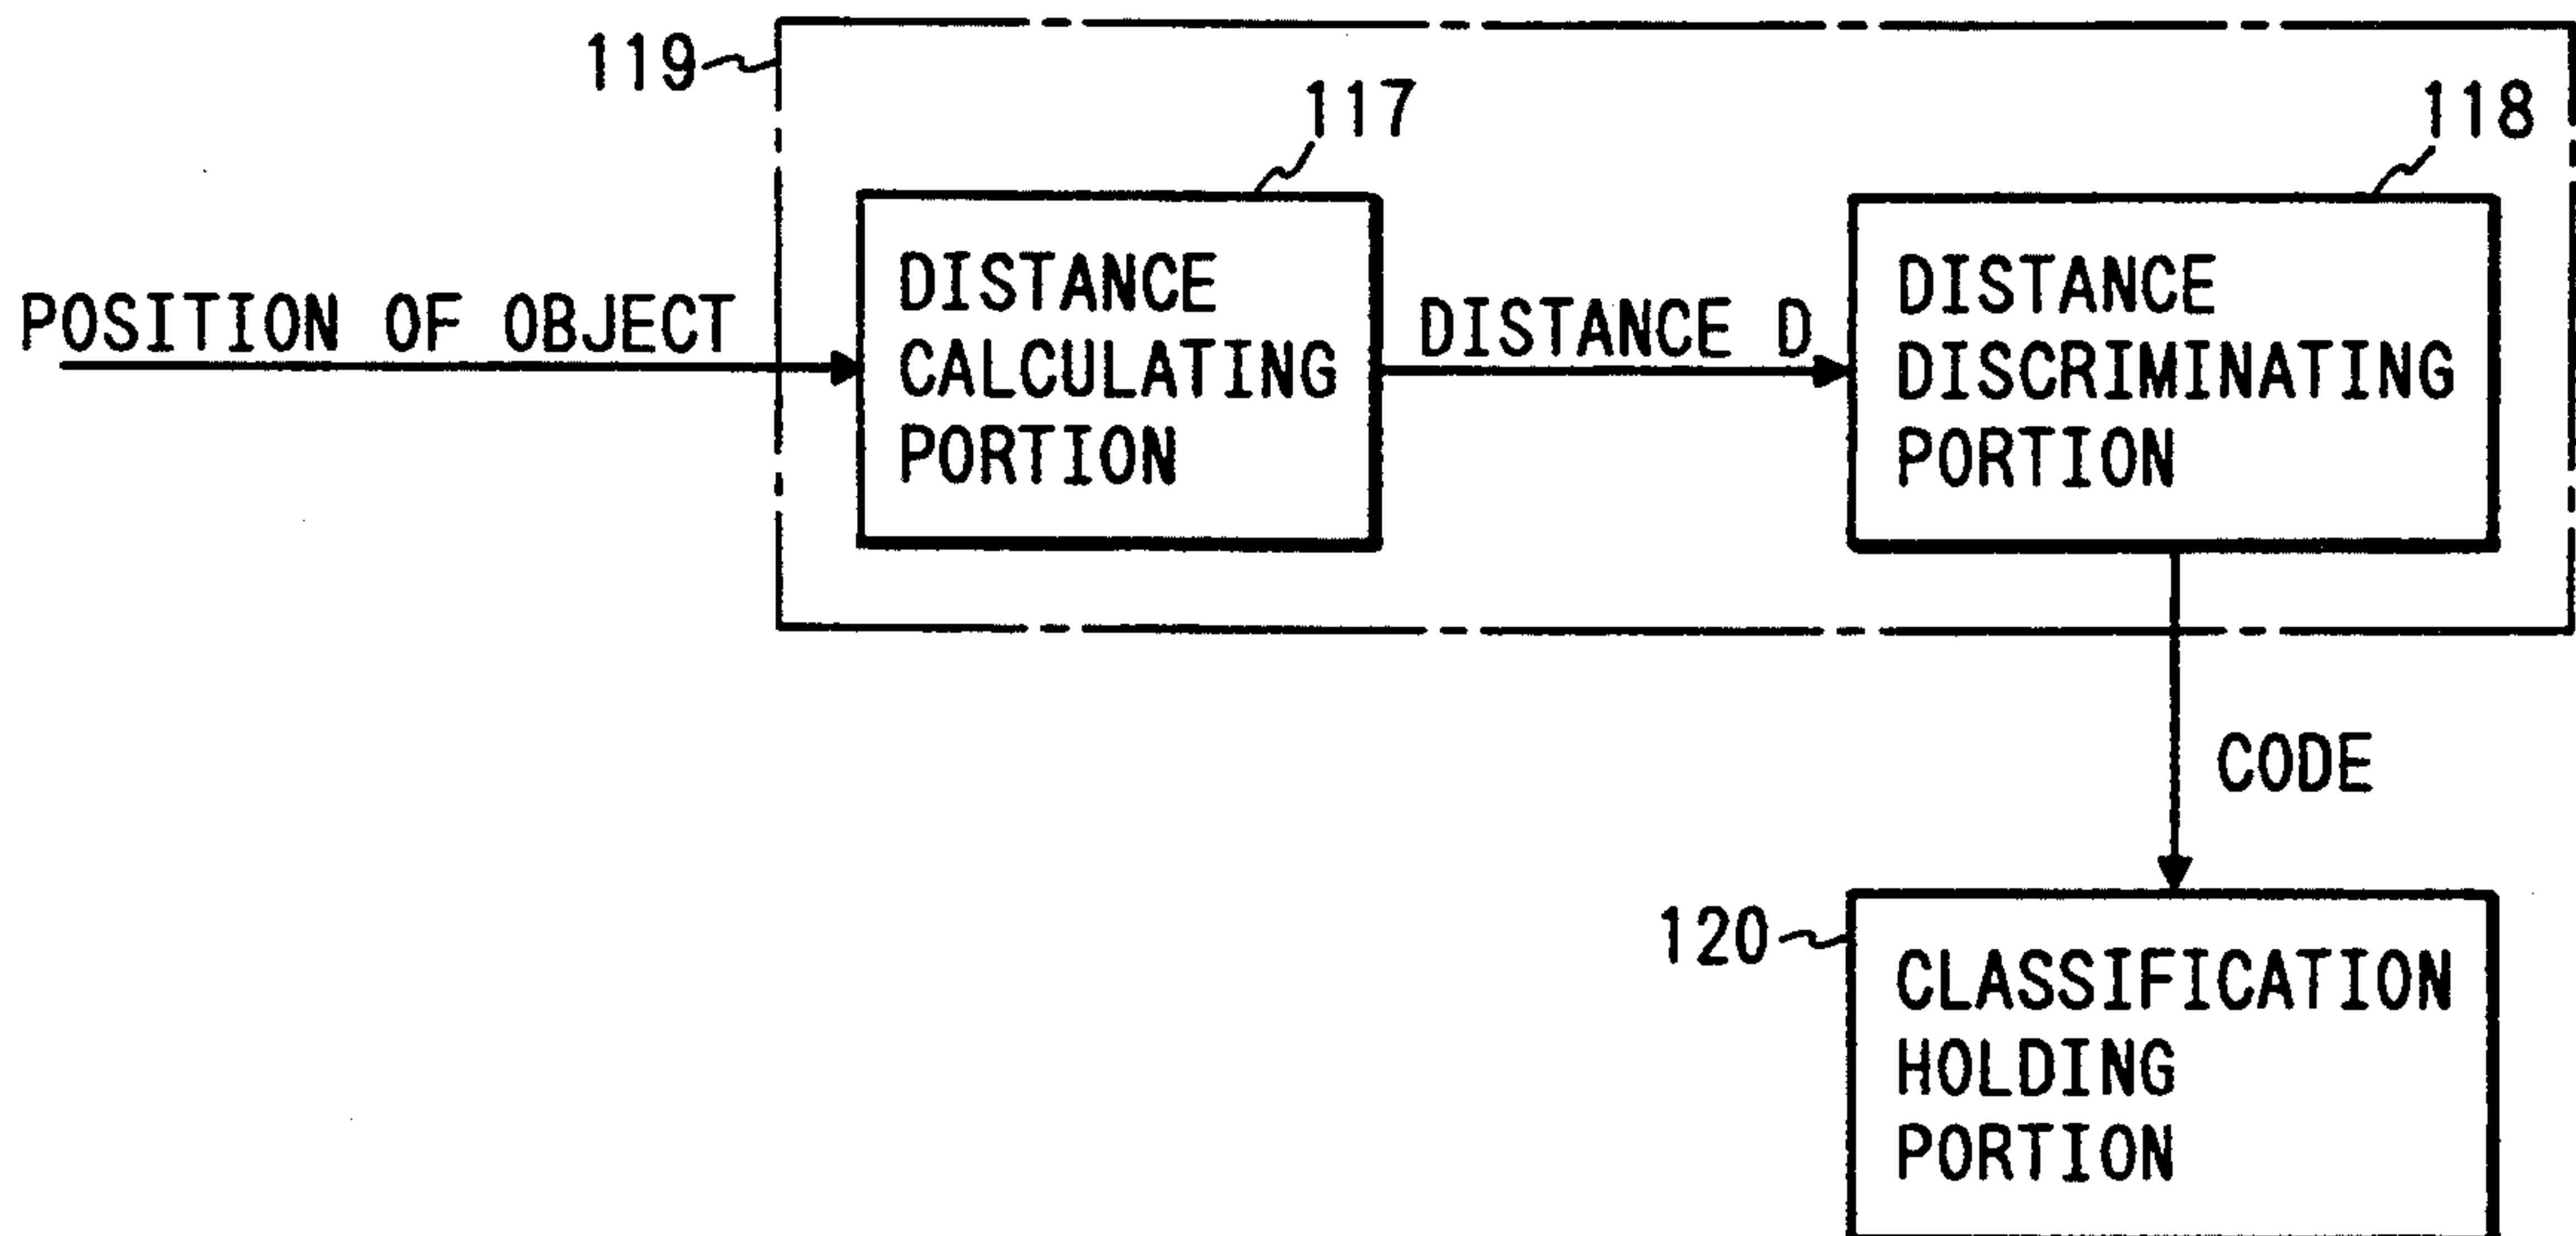 119
117
118
POSITION OF OBJECT
DISTANCE
CALCULATING
PORTION
DISTANCE D
DISTANCE
DISCRIMINATING
PORTION
CODE
120
CLASSIFICATION
HOLDING
PORTION